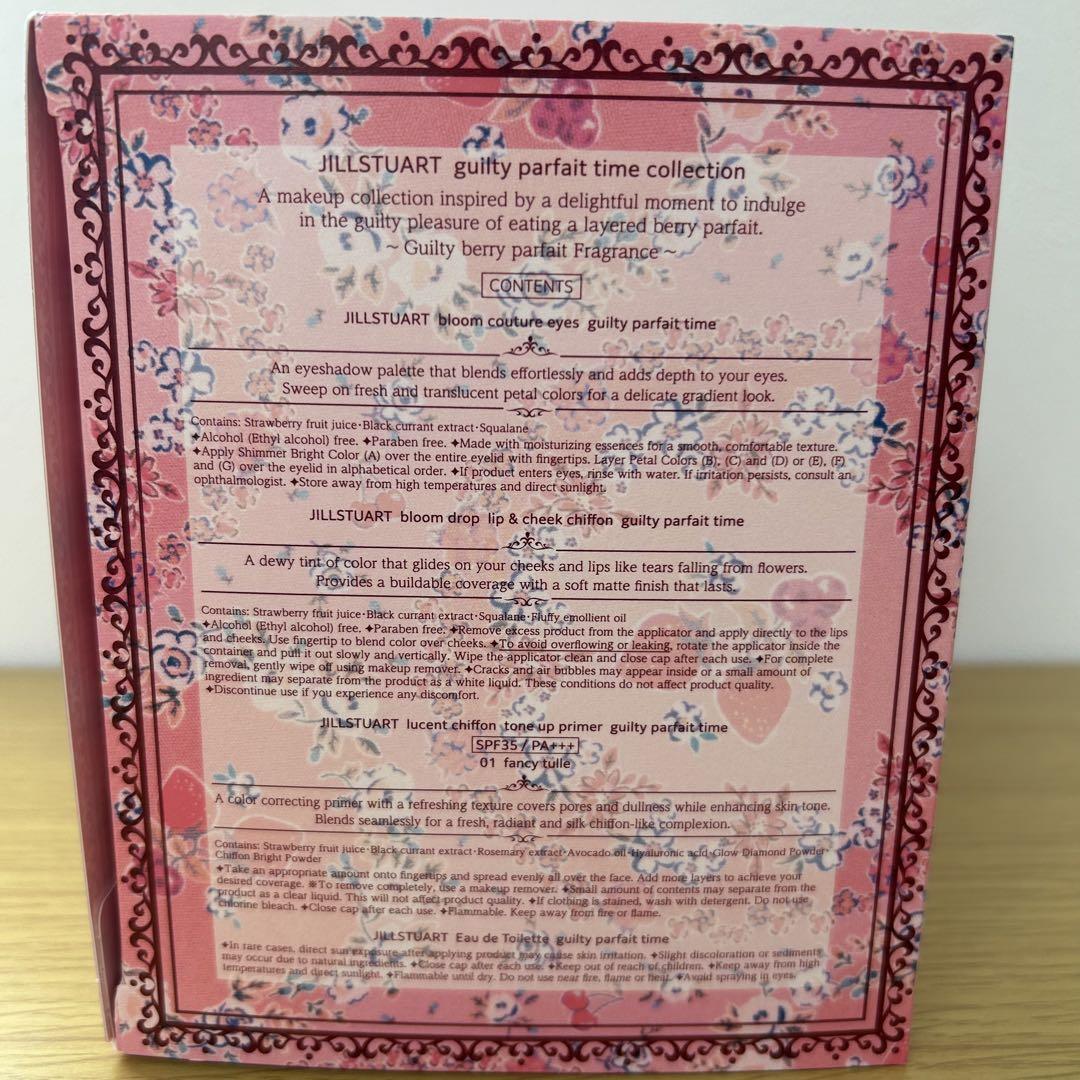 JILLSTUART guilty parfait time collection
A makeup collection inspired by a delightful moment to indulge
in the guilty pleasure of eating a layered berry parfait.
~ Guilty berry parfait Fragrance ~
CONTENTS
JILLSTUART bloom couture eyes guilty parfait time
An eyeshadow palette that blends effortlessly and adds depth to your eyes.
Sweep on fresh and translucent petal colors for a delicate gradient look.
Contains: Strawberry fruit juice・Black currant extract・Squalane
✦Alcohol (Ethyl alcohol) free. ✦Paraben free. ✦Made with moisturizing essences for a smooth, comfortable texture.
✦Apply Shimmer Bright Color (A) over the entire eyelid with fingertips. Layer Petal Colors (B), (C) and (D) or (E), (F)
and (G) over the eyelid in alphabetical order. ✦If product enters eyes, rinse with water. If irritation persists, consult an
ophthalmologist. ✦Store away from high temperatures and direct sunlight.
JILLSTUART bloom drop lip & cheek chiffon guilty parfait time
A dewy tint of color that glides on your cheeks and lips like tears falling from flowers.
Provides a buildable coverage with a soft matte finish that lasts.
Contains: Strawberry fruit juice・Black currant extract・Squalane・Fluffy emollient oil
✦Alcohol (Ethyl alcohol) free. ✦Paraben free. ✦Remove excess product from the applicator and apply directly to the lips
and cheeks. Use fingertip to blend color over cheeks. ✦To avoid overflowing or leaking, rotate the applicator inside the
container and pull it out slowly and vertically. Wipe the applicator clean and close cap after each use. ✦For complete
removal, gently wipe off using makeup remover. ✦Cracks and air bubbles may appear inside or a small amount of
ingredient may separate from the product as a white liquid. These conditions do not affect product quality.
✦Discontinue use if you experience any discomfort.
JILLSTUART lucent chiffon tone up primer guilty parfait time
SPF35 / PA+++
01 fancy tulle
A color correcting primer with a refreshing texture covers pores and dullness while enhancing skin tone.
Blends seamlessly for a fresh, radiant and silk chiffon-like complexion.
Contains: Strawberry fruit juice・Black currant extract・Rosemary extract・Avocado oil・Hyaluronic acid・Glow Diamond Powder・
Chiffon Bright Powder
✦Take an appropriate amount onto fingertips and spread evenly all over the face. Add more layers to achieve your
desired coverage. ※To remove completely, use a makeup remover. ✦Small amount of contents may separate from the
product as a clear liquid. This will not affect product quality. ✦If clothing is stained, wash with detergent. Do not use
chlorine bleach. ✦Close cap after each use. ✦Flammable. Keep away from fire or flame.
JILLSTUART Eau de Toilette guilty parfait time
✦In rare cases, direct sun exposure after applying product may cause skin irritation. ✦Slight discoloration or sediments
may occur due to natural ingredients. ✦Close cap after each use. ✦Keep out of reach of children. ✦Keep away from high
temperatures and direct sunlight. ✦Flammable until dry. Do not use near fire, flame or heat. ✦Avoid spraying in eyes.